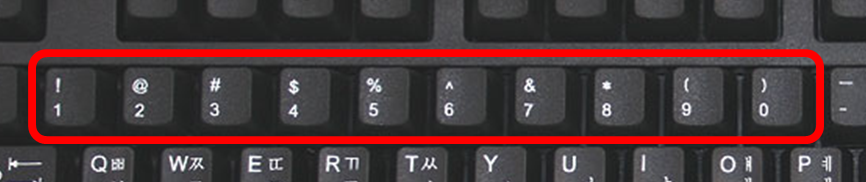 ! @ # $ % ^ & * ( ) —
1 2 3 4 5 6 7 8 9 0 -
Q ㅃ W ㅉ E ㄸ R ㄲ T ㅆ Y U I O ㅒ P ㅖ